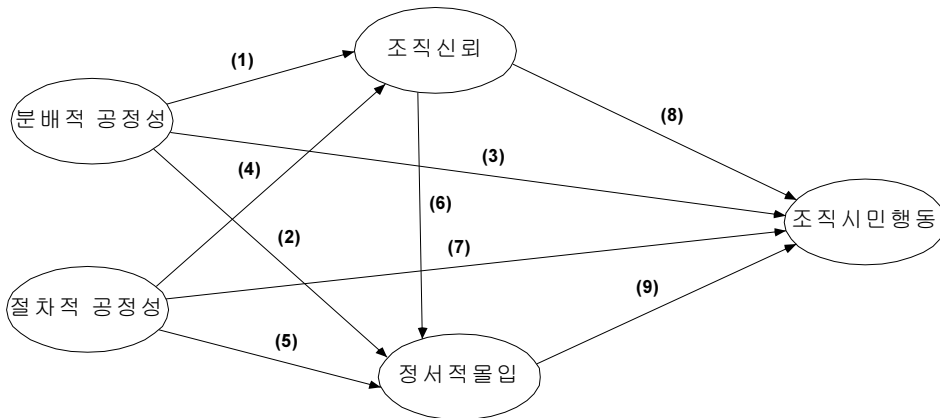 조직신뢰
(1)
분배적 공정성
(8)
(3)
(4)
(6)
조직시민행동
(2)
(7)
절차적 공정성
(9)
(5)
정서적몰입